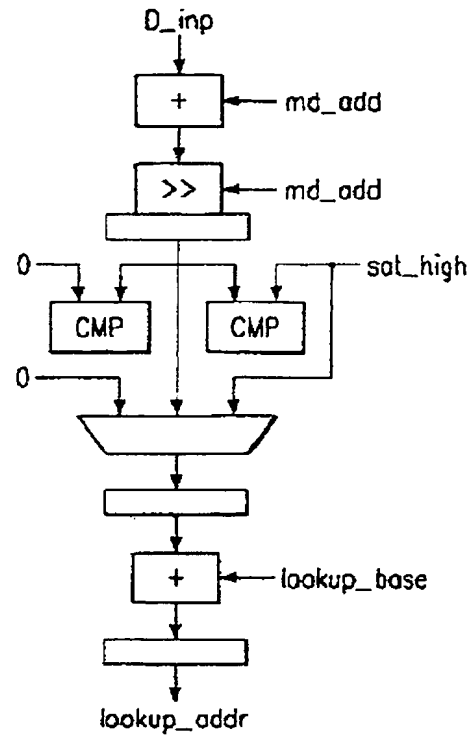 D_inp
+
md_add
>>
md_add
0
sat_high
CMP
CMP
0
+
lookup_base
lookup_addr